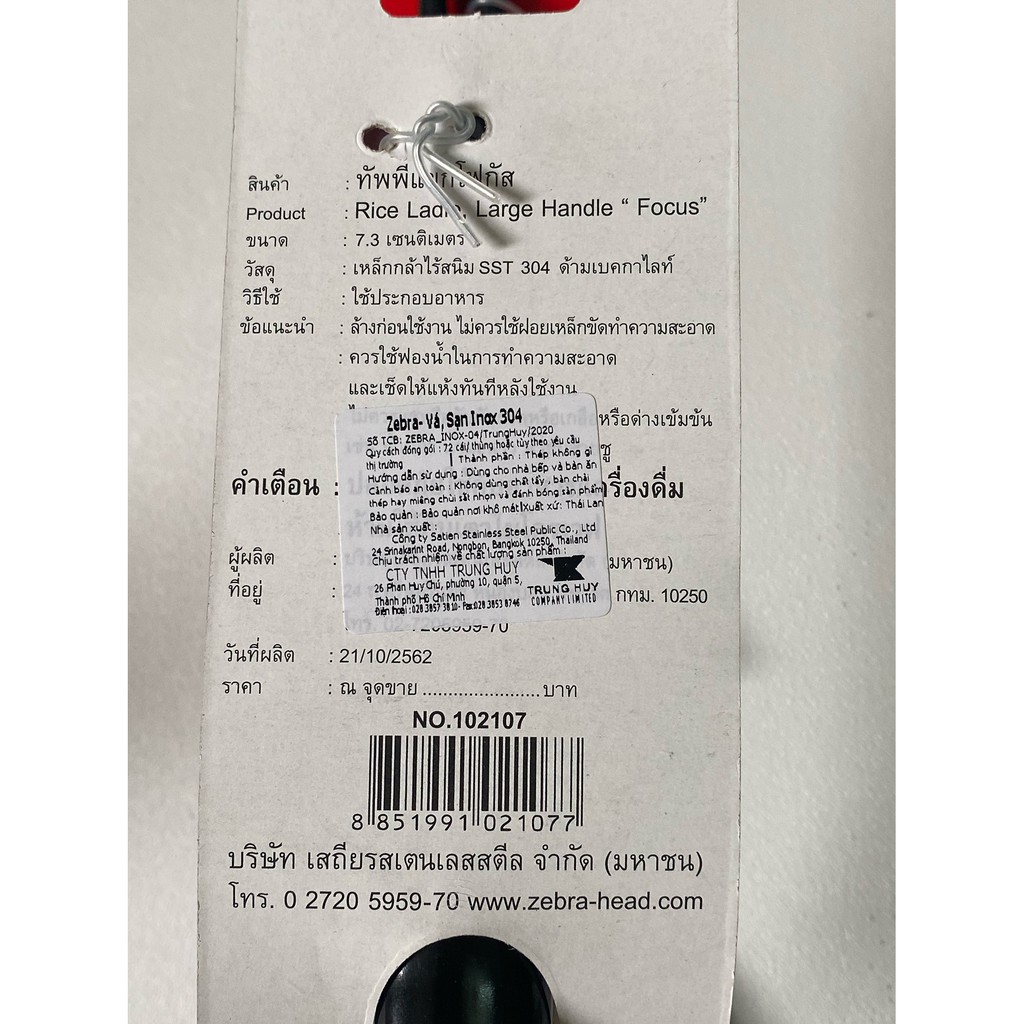 สินค้า : ทัพพีแขกโฟกัส
Product : Rice Ladle, Large Handle “ Focus”
ขนาด : 7.3 เซนติเมตร
วัสดุ : เหล็กกล้าไร้สนิม SST 304 ด้ามเบคกาไลท์
วิธีใช้ : ใช้ประกอบอาหาร
ข้อแนะนำ : ล้างก่อนใช้งาน ไม่ควรใช้ฝอยเหล็กขัดทำความสะอาด
: ควรใช้ฟองน้ำในการทำความสะอาด
และเช็ดให้แห้งทันทีหลังใช้งาน
หรือด่างเข้มข้น
Zebra- Vá, Sạn Inox 304
Số TCB: ZEBRA_INOX-04/TrungHuy/2020
Quy cách đóng gói : 72 cái/ thùng hoặc tùy theo yêu cầu
thị trường | Thành phần : Thép không gỉ
Hướng dẫn sử dụng : Dùng cho nhà bếp và bàn ăn
Cảnh báo an toàn : Không dùng chất tẩy , bàn chải
thép hay miếng chùi sắt nhọn và đánh bóng sản phẩm
Bảo quản : Bảo quản nơi khô mát|Xuất xứ: Thái Lan
Nhà sản xuất :
Công ty Satien Stainless Steel Public Co., Ltd
24 Srinakarint Road, Nongbon, Bangkok 10250, Thailand
Chịu trách nhiệm về chất lượng sản phẩm :
CTY TNHH TRUNG HUY
26 Phan Huy Chú, phường 10, quận 5,
Thành phố Hồ Chí Minh
Điện thoại : 028 3857 3810 - Fax:028 3853 8746
TRUNG HUY
COMPANY LIMITED
คำเตือน :
ผู้ผลิต : มหาชน)
ที่อยู่ : กทม. 10250
วันที่ผลิต : 21/10/2562
ราคา : ณ จุดขาย ....................... บาท
NO.102107
8 851991 021077
บริษัท เสถียรสเตนเลสสตีล จำกัด (มหาชน)
โทร. 0 2720 5959-70 www.zebra-head.com